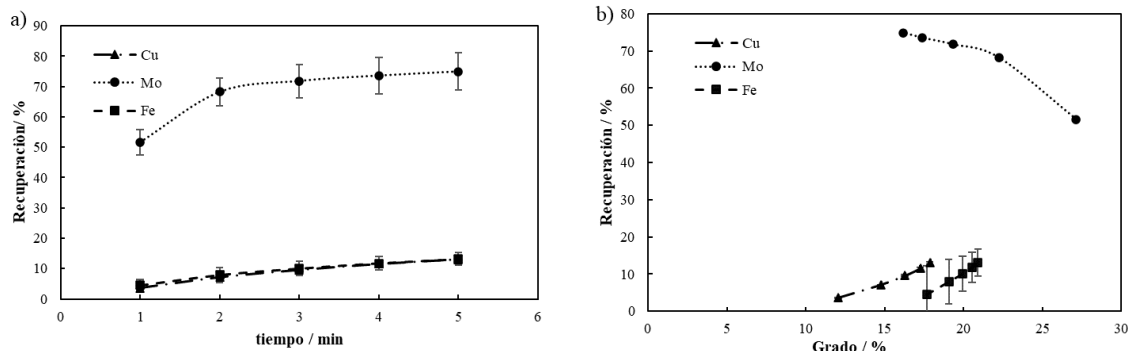 a)
Recuperaciòn/ %
90
80
70
60
50
40
30
20
10
0
Cu
Mo
Fe
0 1 2 3 4 5 6
tiempo / min
b)
Recuperación / %
80
70
60
50
40
30
20
10
0
Cu
Mo
Fe
0 5 10 15 20 25 30
Grado / %